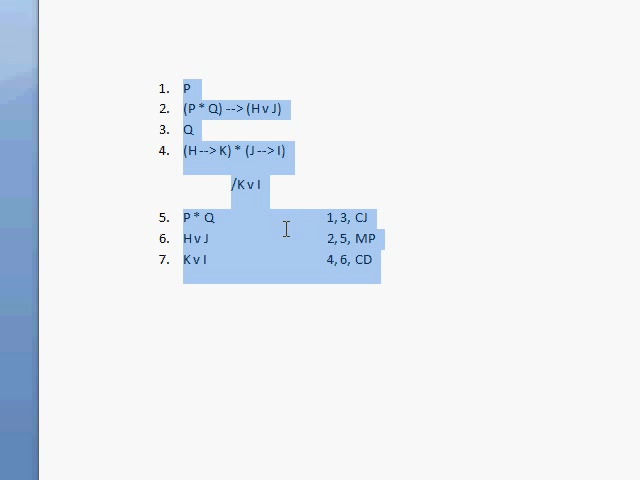 1. P
2. (P * Q) --> (H v J)
3. Q
4. (H --> K) * (J --> I)
/K v I
5. P * Q 1, 3, CJ
6. H v J 2, 5, MP
7. K v I 4, 6, CD